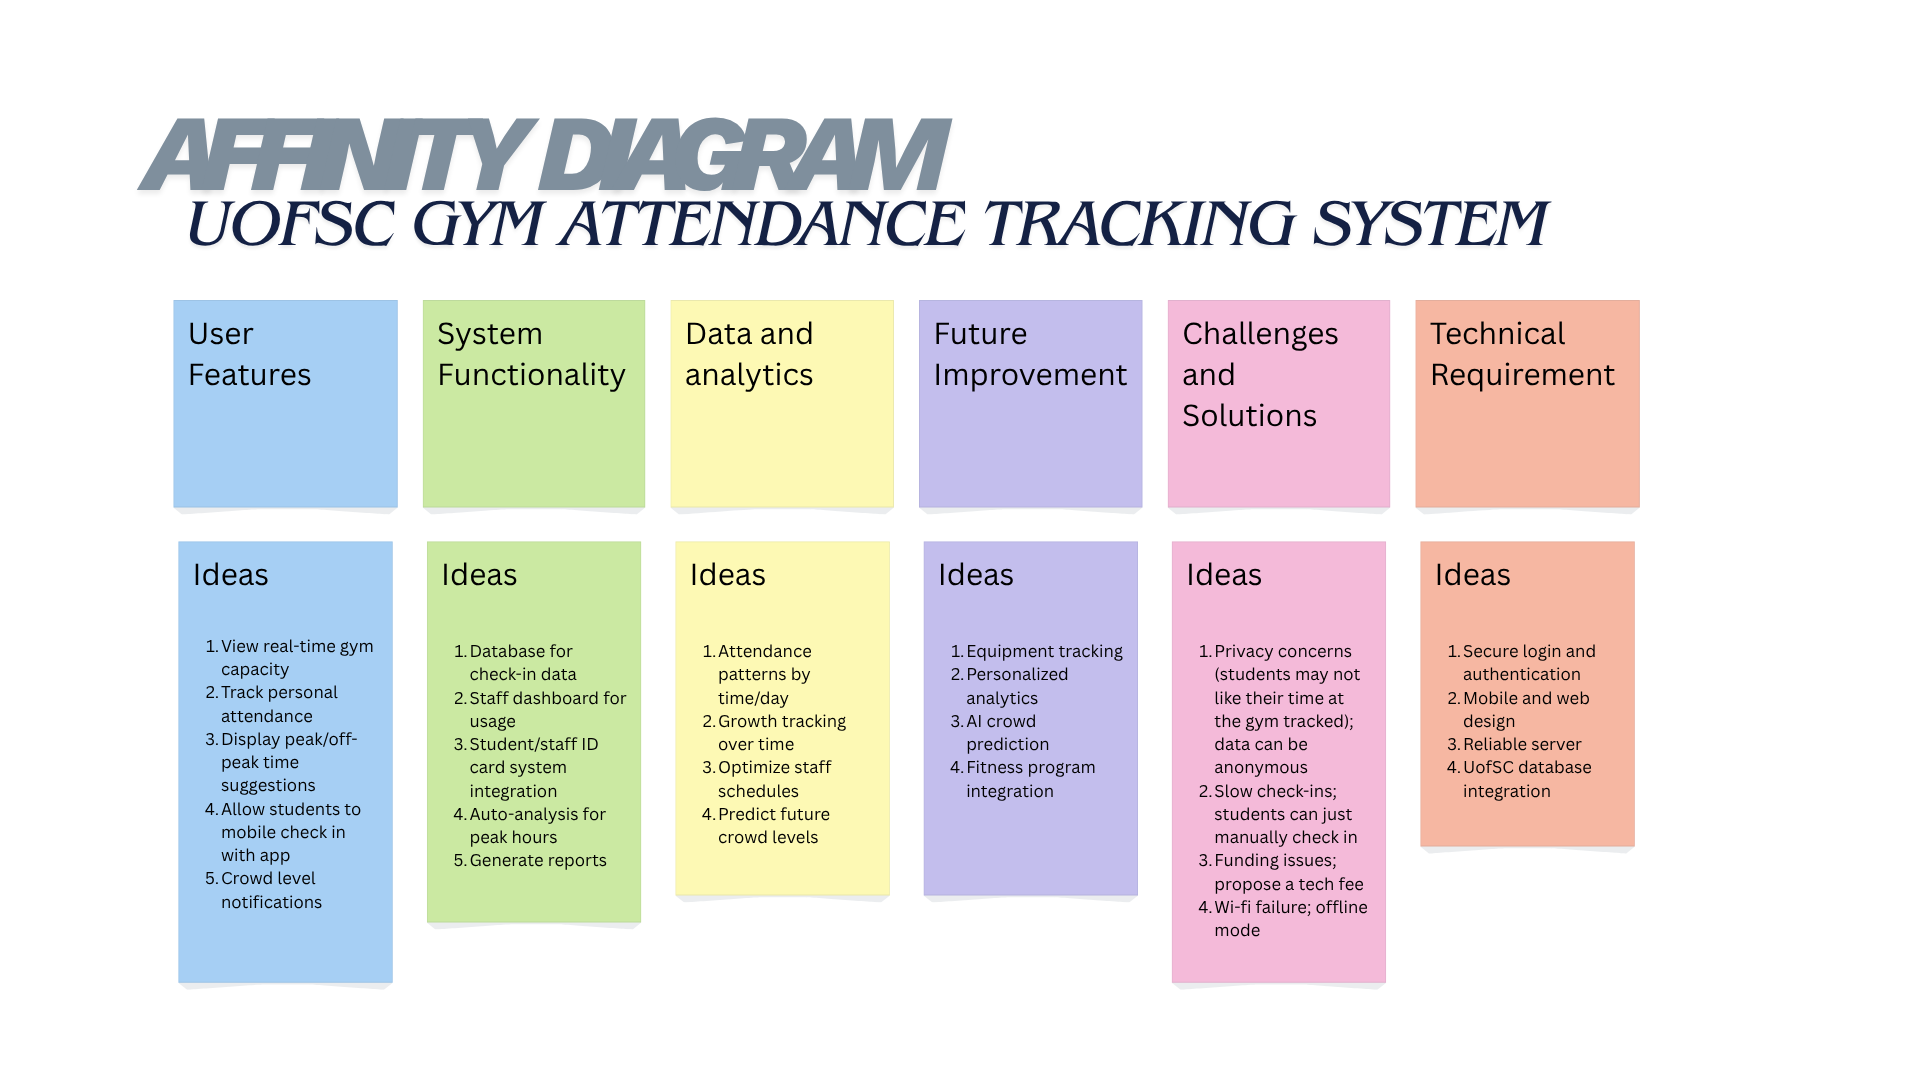 AFFINITY DIAGRAM
UOFSC GYM ATTENDANCE TRACKING SYSTEM
User
Features
System
Functionality
Data and
analytics
Future
Improvement
Challenges
and
Solutions
Technical
Requirement
Ideas
1. View real-time gym
capacity
2. Track personal
attendance
3. Display peak/off-
peak time
suggestions
4. Allow students to
mobile check in
with app
5. Crowd level
notifications
Ideas
1. Database for
check-in data
2. Staff dashboard for
usage
3. Student/staff ID
card system
integration
4. Auto-analysis for
peak hours
5. Generate reports
Ideas
1. Attendance
patterns by
time/day
2. Growth tracking
over time
3. Optimize staff
schedules
4. Predict future
crowd levels
Ideas
1. Equipment tracking
2. Personalized
analytics
3. AI crowd
prediction
4. Fitness program
integration
Ideas
1. Privacy concerns
(students may not
like their time at
the gym tracked);
data can be
anonymous
2. Slow check-ins;
students can just
manually check in
3. Funding issues;
propose a tech fee
4. Wi-fi failure; offline
mode
Ideas
1. Secure login and
authentication
2. Mobile and web
design
3. Reliable server
4. UofSC database
integration